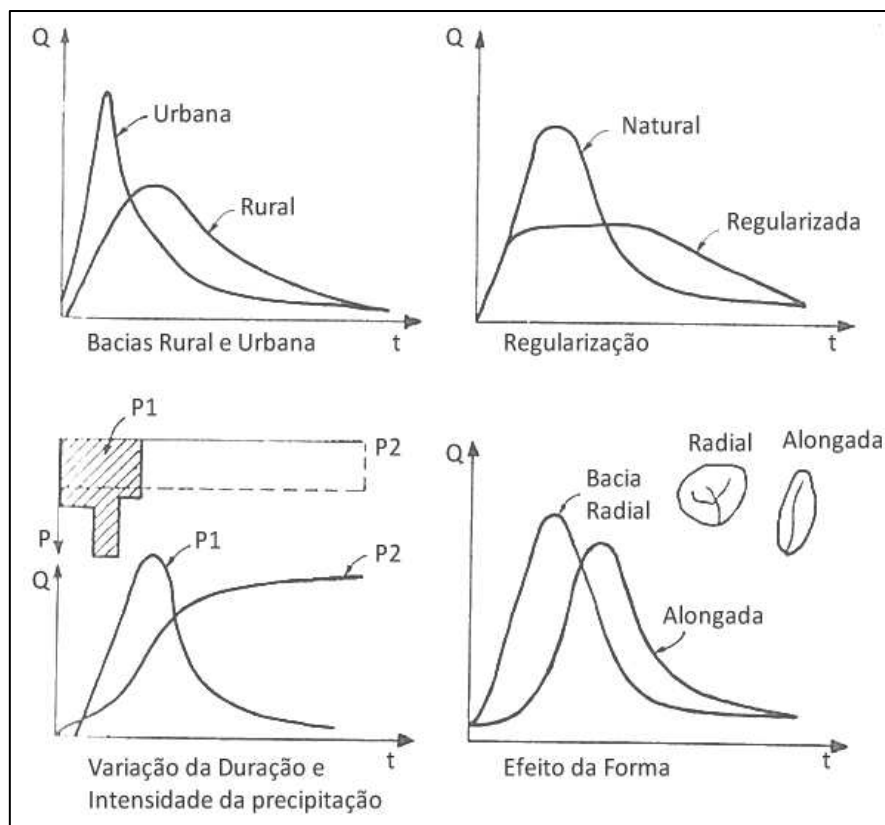 Q
Urbana
Rural
t
Bacias Rural e Urbana
Q
Natural
Regularizada
t
Regularização
P1
P2
P
Q
P1
P2
t
Variação da Duração e
Intensidade da precipitação
Radial
Alongada
Q
Bacia
Radial
Alongada
t
Efeito da Forma